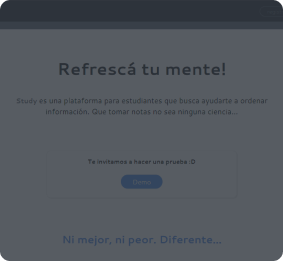 Refrescá tu mente!
Snudy es una plataforma para estudiantes que busca ayudarte a ordenar
información. Que tomar notas no sea ninguna ciencia...
Te invitamos a hacer una prueba :D
Ni mejor, ni peor. Diferente...